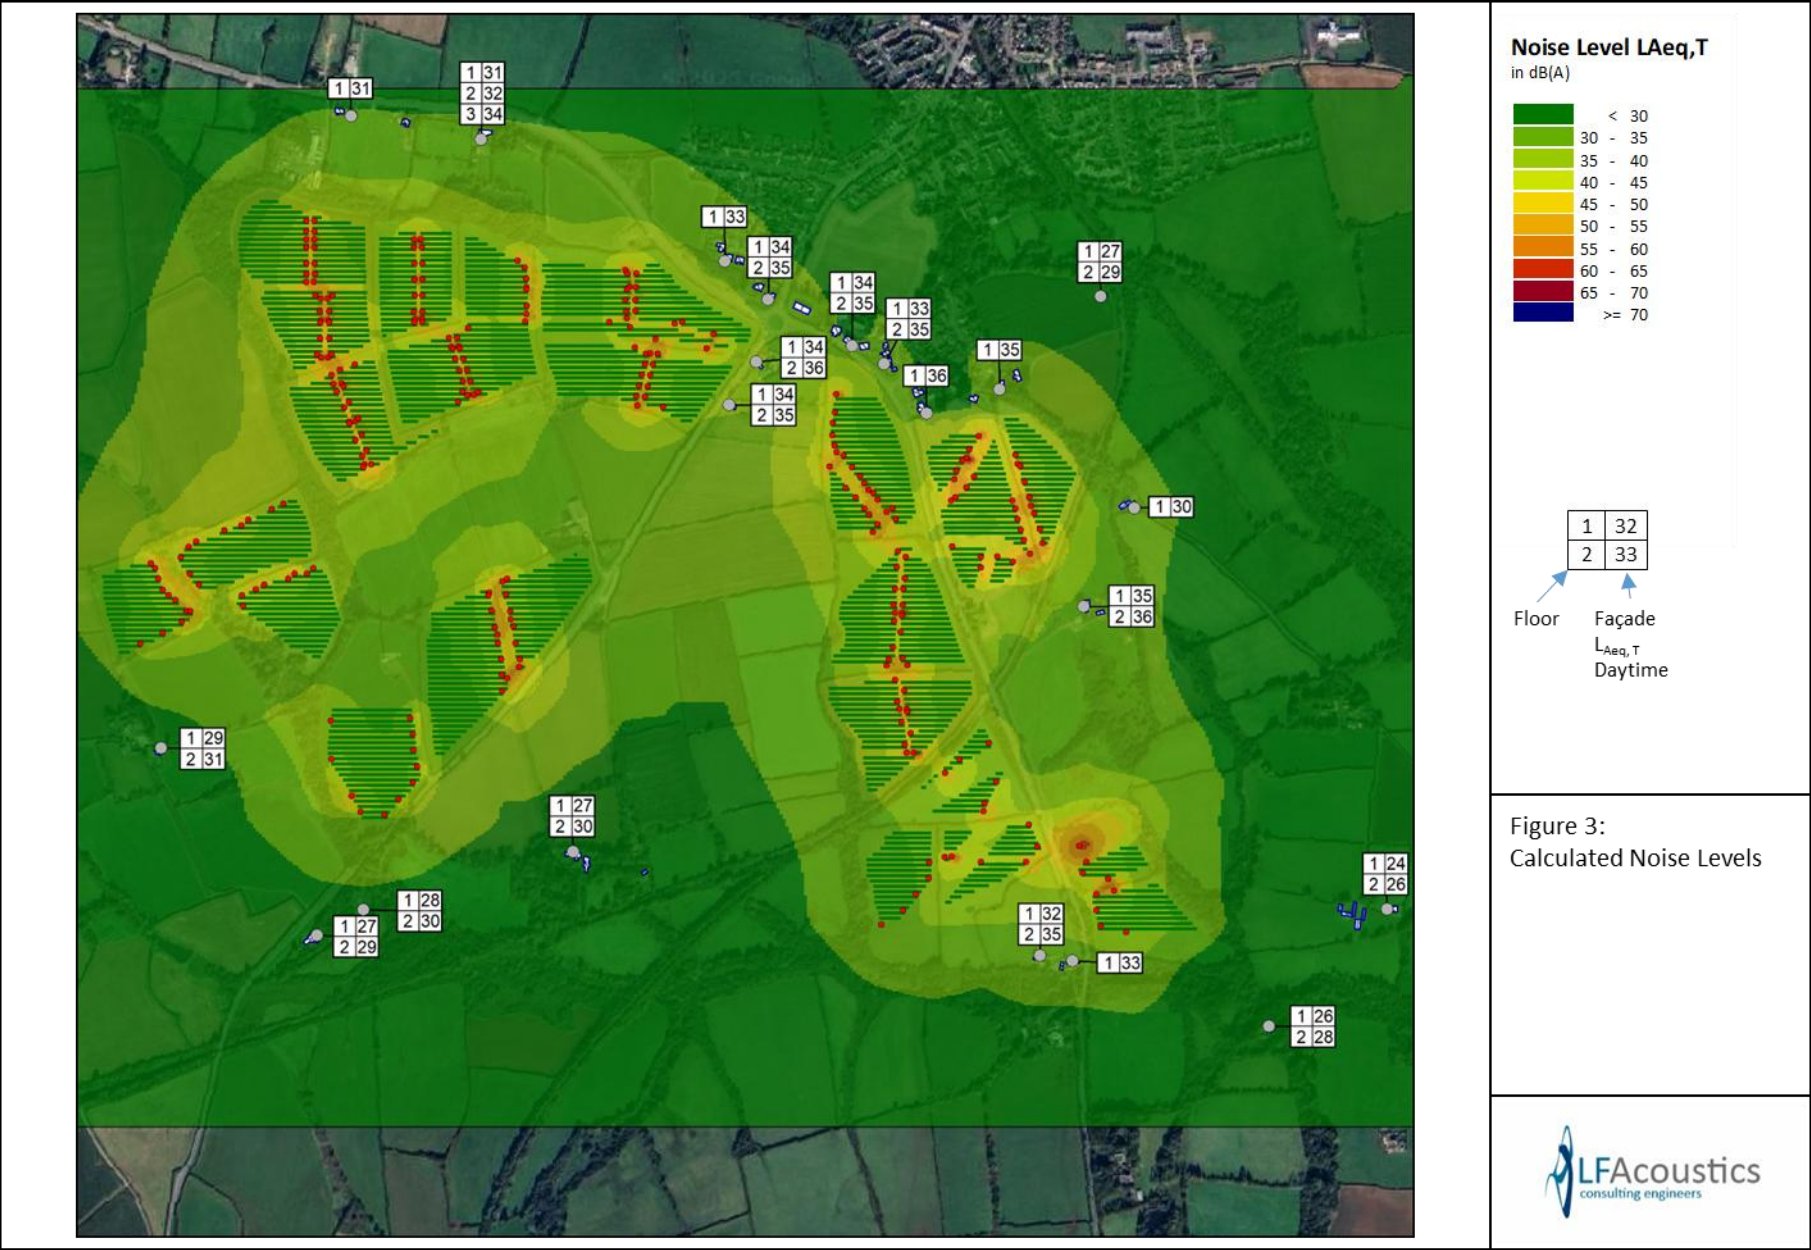 1 31
1 31
2 32
3 34
1 33
1 34
2 35
1 34
2 35
1 33
2 35
1 27
2 29
1 34
2 36
1 34
2 35
1 36
1 35
1 30
1 35
2 36
1 29
2 31
1 27
2 30
1 28
2 30
1 27
2 29
1 32
2 35
1 33
1 24
2 26
1 26
2 28
Noise Level LAeq,T
in dB(A)
< 30
30 - 35
35 - 40
40 - 45
45 - 50
50 - 55
55 - 60
60 - 65
65 - 70
>= 70
1 32
2 33
Floor
Façade
LAeq, T
Daytime
Figure 3:
Calculated Noise Levels
LFAcoustics
consulting engineers